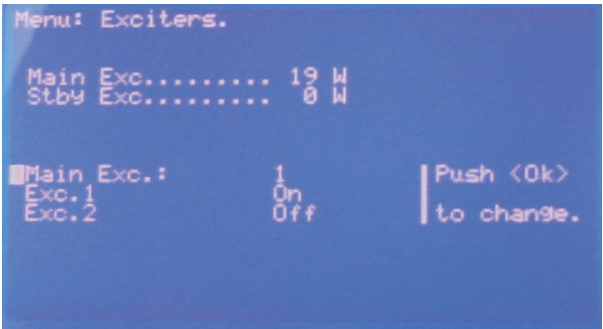 Menu: Exciters.
Main Exc......... 19 W
Stby Exc......... 0 W
Main Exc.: 1 Push <Ok>
Exc.1 On
Exc.2 Off to change.